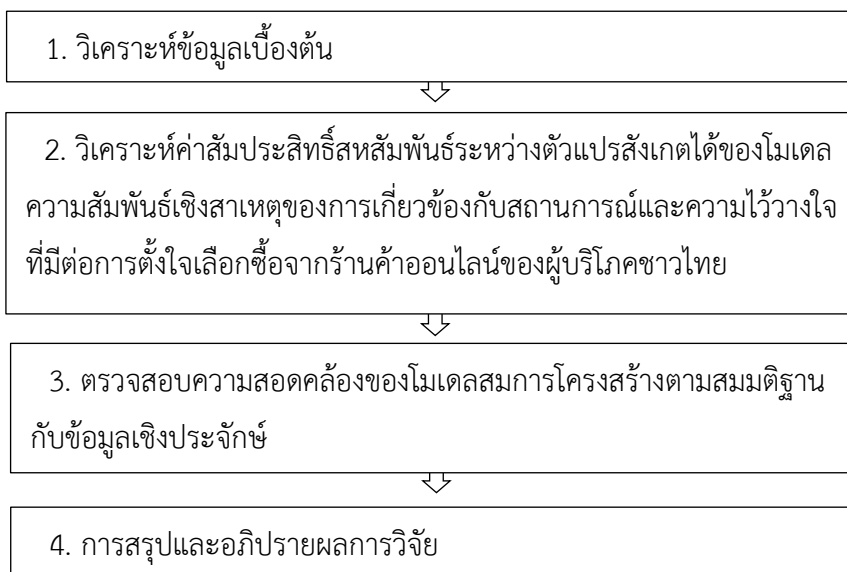 1. วิเคราะห์ข้อมูลเบื้องต้น
2. วิเคราะห์ค่าสัมประสิทธิ์สหสัมพันธ์ระหว่างตัวแปรสังเกตได้ของโมเดล
ความสัมพันธ์เชิงสาเหตุของการเกี่ยวข้องกับสถานการณ์และความไว้วางใจ
ที่มีต่อการตั้งใจเลือกซื้อจากร้านค้าออนไลน์ของผู้บริโภคชาวไทย
3. ตรวจสอบความสอดคล้องของโมเดลสมการโครงสร้างตามสมมติฐาน
กับข้อมูลเชิงประจักษ์
4. การสรุปและอภิปรายผลการวิจัย